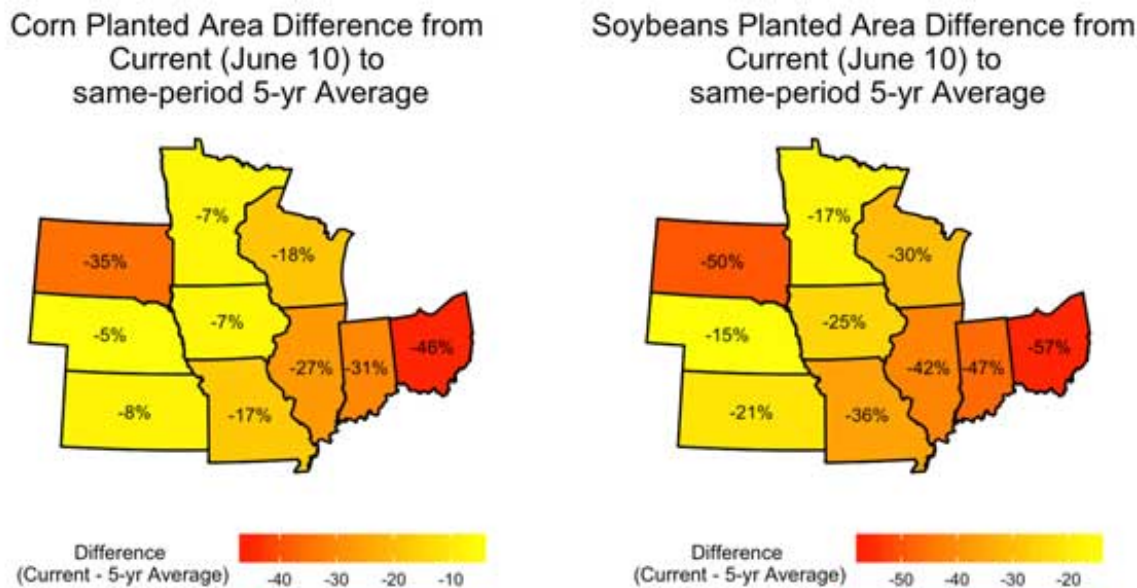 Corn Planted Area Difference from
Current (June 10) to
same-period 5-yr Average
-7%
-18%
-35%
-5%
-7%
-46%
-27%
-31%
-8%
-17%
Difference
(Current - 5-yr Average)
-40 -30 -20 -10
Soybeans Planted Area Difference from
Current (June 10) to
same-period 5-yr Average
-17%
-30%
-50%
-15%
-25%
-57%
-42%
-47%
-21%
-36%
Difference
(Current - 5-yr Average)
-50 -40 -30 -20